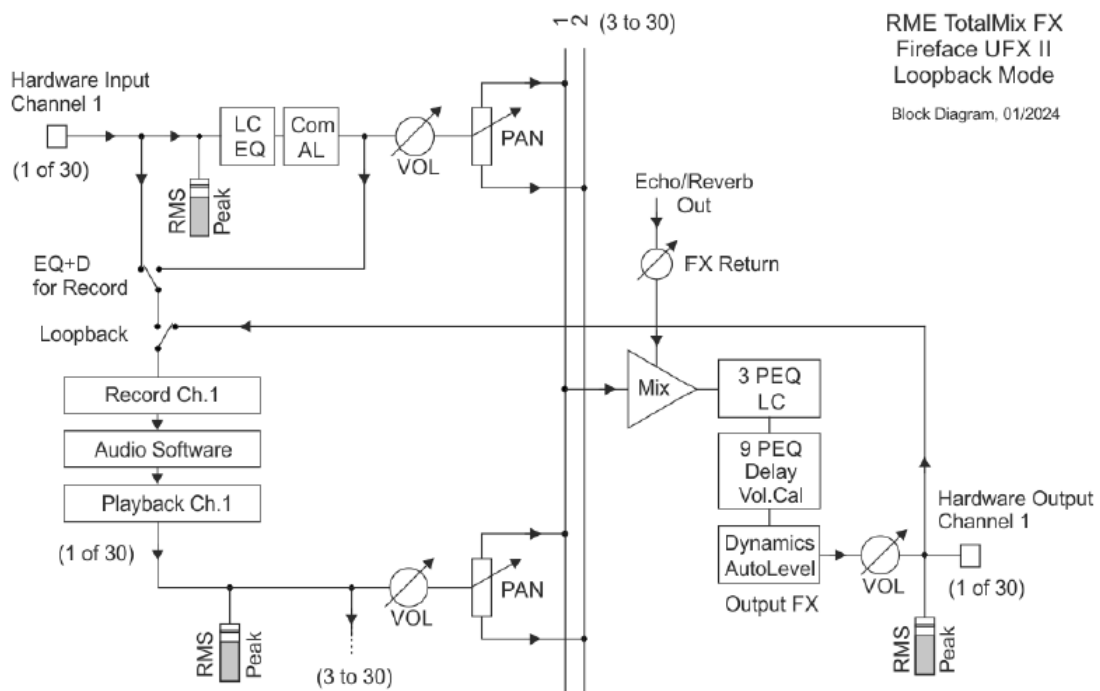 1 2 (3 to 30)
RME TotalMix FX
Fireface UFX II
Loopback Mode
Block Diagram, 01/2024
Hardware Input
Channel 1
(1 of 30)
LC
EQ
Com
AL
VOL
PAN
RMS
Peak
EQ+D
for Record
Loopback
Echo/Reverb
Out
FX Return
Record Ch.1
Audio Software
Playback Ch.1
(1 of 30)
Mix
3 PEQ
LC
9 PEQ
Delay
Vol.Cal
Dynamics
AutoLevel
Output FX
VOL
Hardware Output
Channel 1
(1 of 30)
RMS
Peak
VOL
PAN
RMS
Peak
(3 to 30)